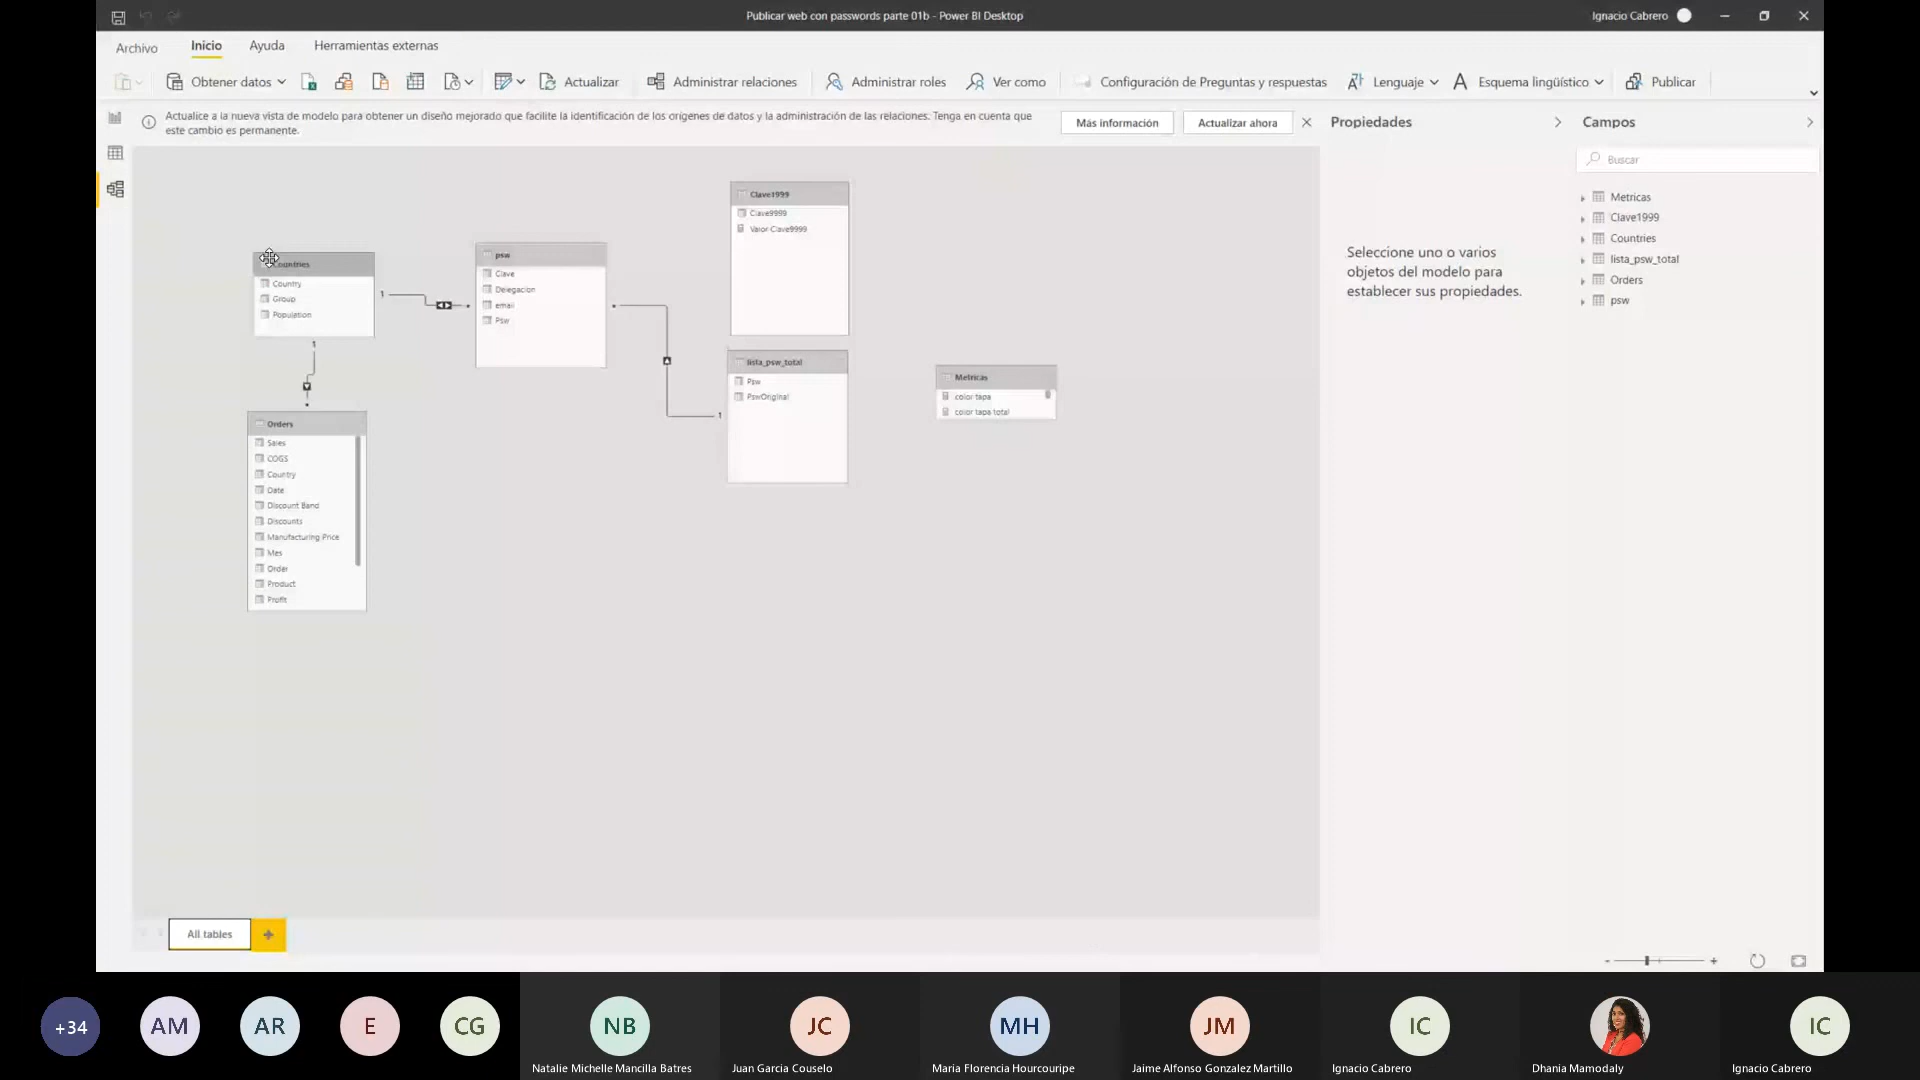 Publicar web con passwords parte 01b - Power BI Desktop
Ignacio Cabrero
Archivo
Inicio
Ayuda
Herramientas externas
Obtener datos
Actualizar
Administrar relaciones
Administrar roles
Ver como
Configuración de Preguntas y respuestas
Lenguaje
Esquema lingüístico
Publicar
Actualice a la nueva vista de modelo para obtener un diseño mejorado que facilite la identificación de los orígenes de datos y la administración de las relaciones. Tenga en cuenta que
este cambio es permanente.
Más información
Actualizar ahora
Propiedades
Seleccione uno o varios
objetos del modelo para
establecer sus propiedades.
Campos
Buscar
Metricas
Clave1999
Countries
lista_psw_total
Orders
psw
Countries
Country
Group
Population
1
1
psw
Clave
Delegacion
email
Psw
Clave1999
Clave9999
Valor Clave9999
lista_psw_total
Psw
PswOriginal
1
Metricas
color tapa
color tapa total
Orders
Sales
COGS
Country
Date
Discount Band
Discounts
Manufacturing Price
Mes
Order
Product
Profit
All tables
+
- +
+34
AM
AR
E
CG
NB
Natalie Michelle Mancilla Batres
JC
Juan Garcia Couselo
MH
Maria Florencia Hourcouripe
JM
Jaime Alfonso Gonzalez Martillo
IC
Ignacio Cabrero
Dhania Mamodaly
IC
Ignacio Cabrero